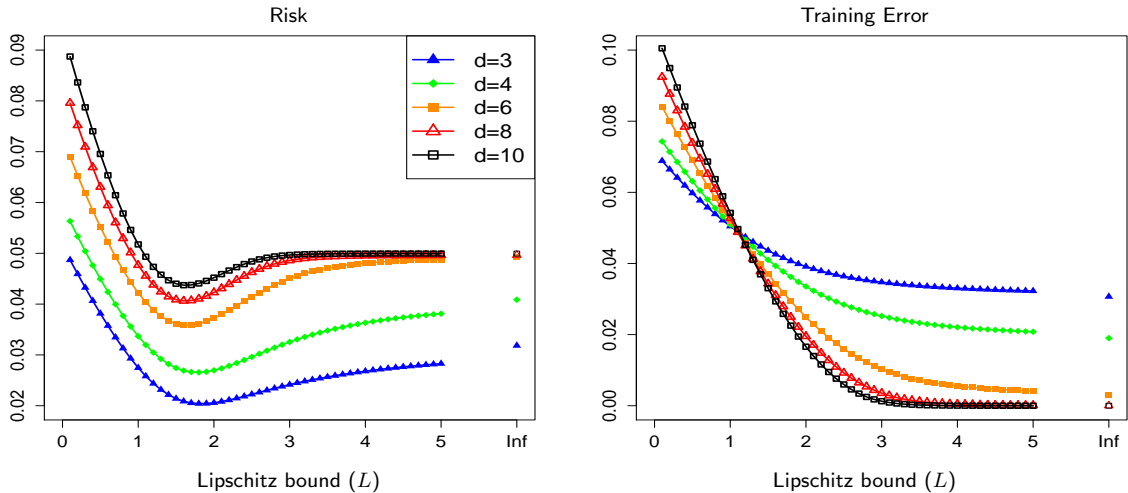 Risk
0.09
0.08
0.07
0.06
0.05
0.04
0.03
0.02
0 1 2 3 4 5 Inf
Lipschitz bound (L)
d=3
d=4
d=6
d=8
d=10
Training Error
0.10
0.08
0.06
0.04
0.02
0.00
0 1 2 3 4 5 Inf
Lipschitz bound (L)